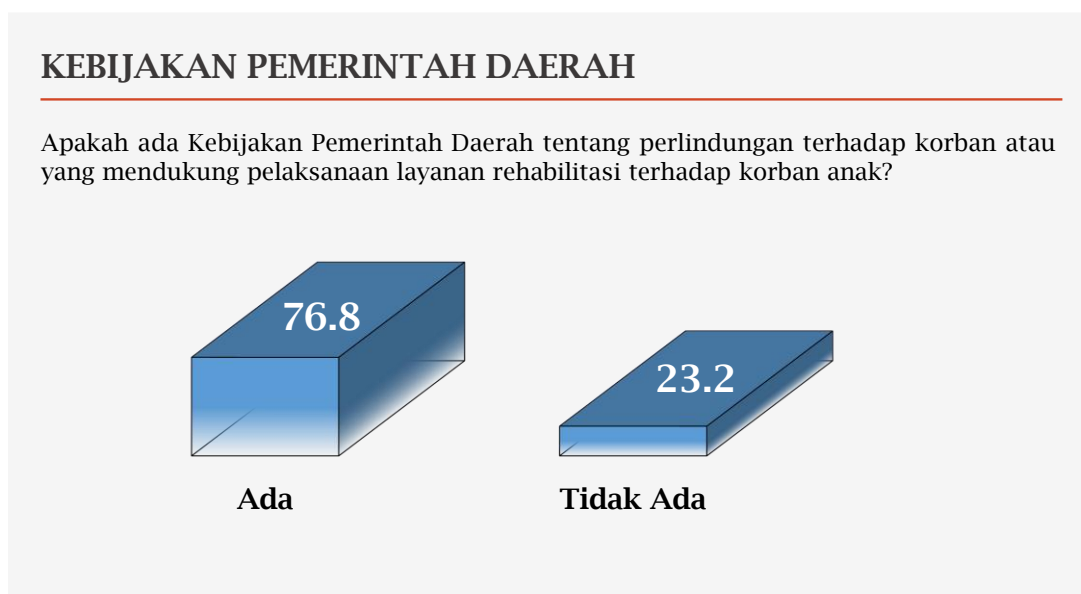 KEBIJAKAN PEMERINTAH DAERAH
Apakah ada Kebijakan Pemerintah Daerah tentang perlindungan terhadap korban atau
yang mendukung pelaksanaan layanan rehabilitasi terhadap korban anak?
76.8
23.2
Ada
Tidak Ada